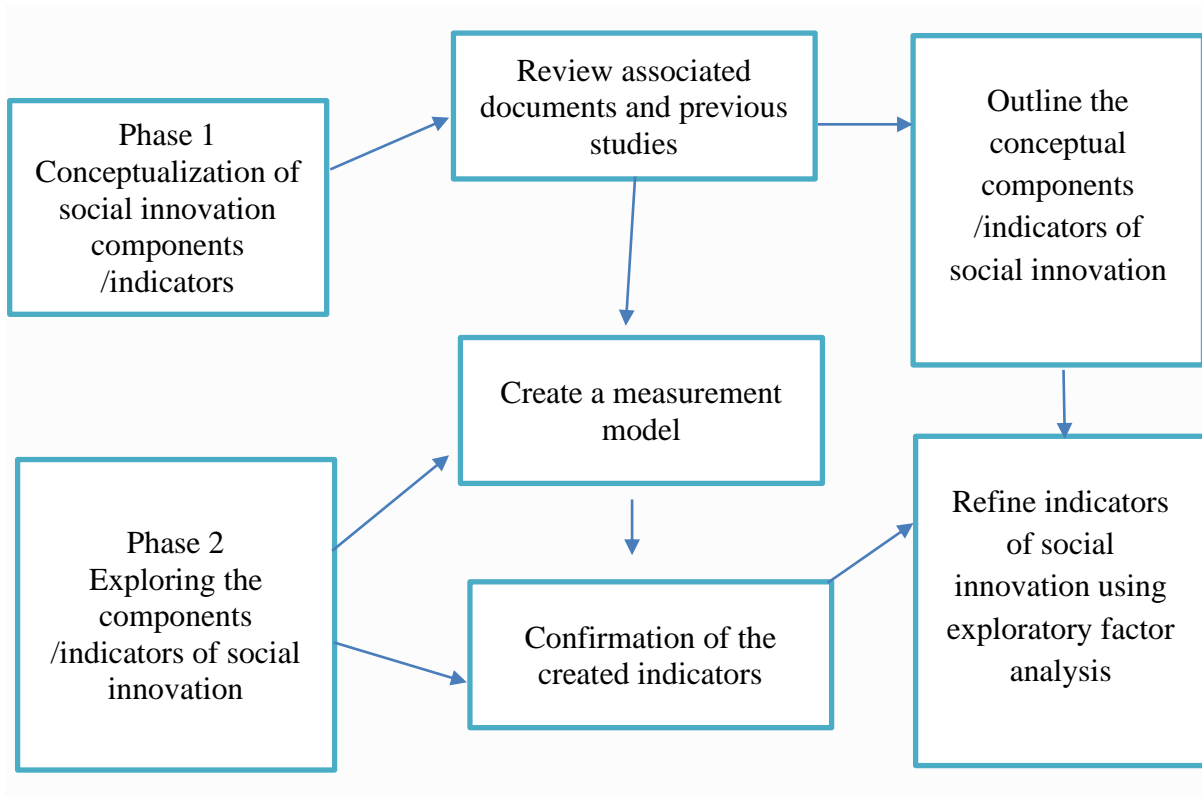 Phase 1
Conceptualization of
social innovation
components
/indicators
Review associated
documents and previous
studies
Outline the
conceptual
components
/indicators of
social innovation
Phase 2
Exploring the
components
/indicators of social
innovation
Create a measurement
model
Confirmation of the
created indicators
Refine indicators
of social
innovation using
exploratory factor
analysis